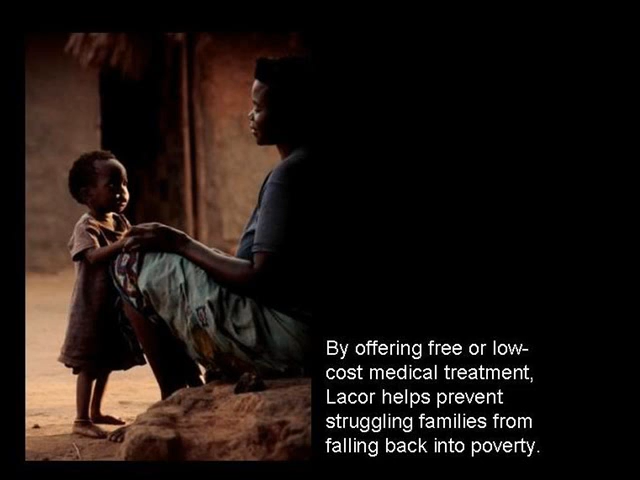 By offering free or low-
cost medical treatment,
Lacor helps prevent
struggling families from
falling back into poverty.